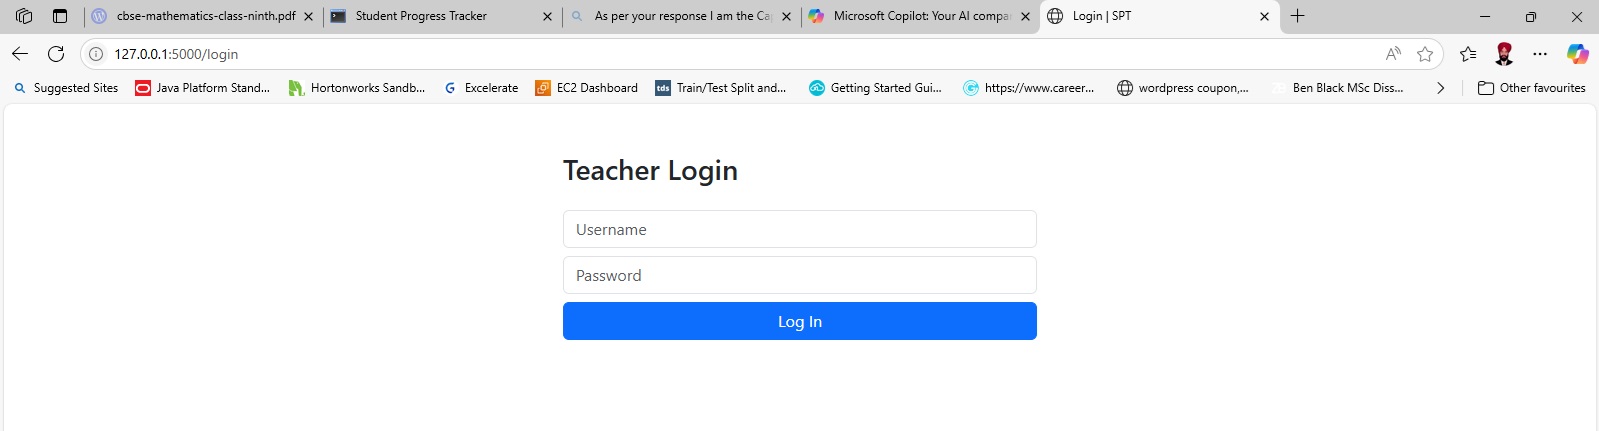 cbse-mathematics-class-ninth.pdf
Student Progress Tracker
As per your response I am the Ca
Microsoft Copilot: Your AI compa
Login | SPT
127.0.0.1:5000/login
Suggested Sites
Java Platform Stand...
Hortonworks Sandb...
Excelerate
EC2 Dashboard
tds
Train/Test Split and...
Getting Started Gui...
https://www.career...
wordpress coupon,...
Ben Black MSc Diss...
Other favourites
Teacher Login
Username
Password
Log In